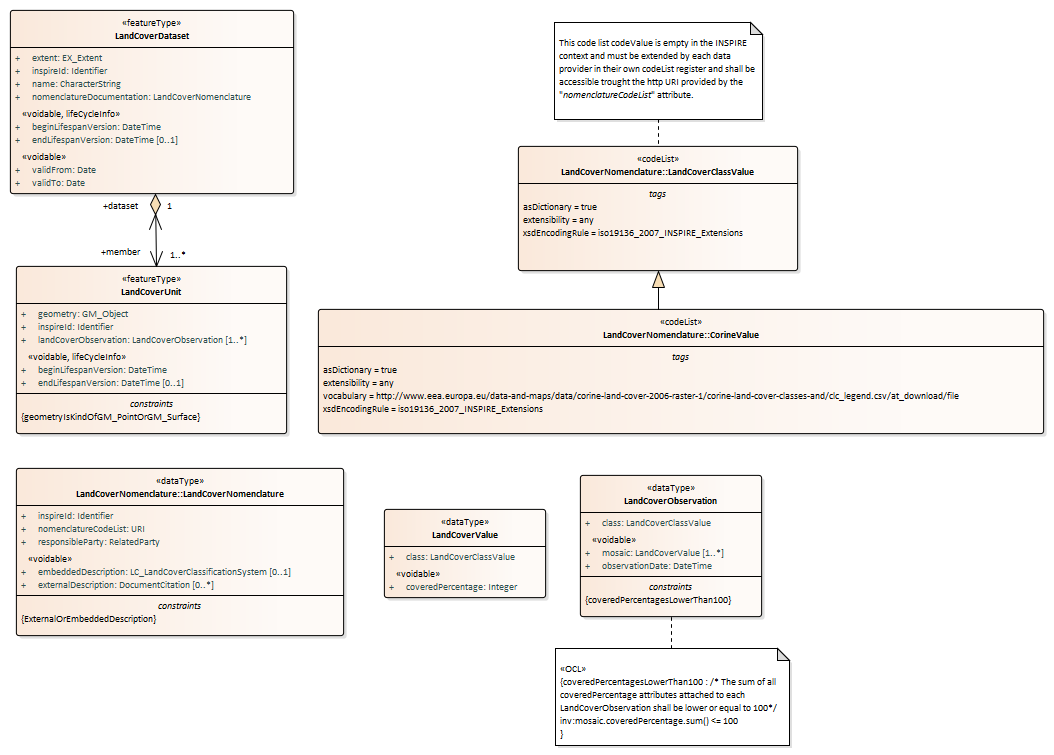 «featureType»
LandCoverDataset
+ extent: EX_Extent
+ inspireId: Identifier
+ name: CharacterString
+ nomenclatureDocumentation: LandCoverNomenclature
«voidable, lifeCycleInfo»
+ beginLifespanVersion: DateTime
+ endLifespanVersion: DateTime [0..1]
«voidable»
+ validFrom: Date
+ validTo: Date
+dataset 1
+member 1..*
«featureType»
LandCoverUnit
+ geometry: GM_Object
+ inspireId: Identifier
+ landCoverObservation: LandCoverObservation [1..*]
«voidable, lifeCycleInfo»
+ beginLifespanVersion: DateTime
+ endLifespanVersion: DateTime [0..1]
constraints
{geometryIsKindOfGM_PointOrGM_Surface}
This code list codeValue is empty in the INSPIRE
context and must be extended by each data
provider in their own codeList register and shall be
accessible trought the http URI provided by the
"nomenclatureCodeList" attribute.
«codeList»
LandCoverNomenclature::LandCoverClassValue
tags
asDictionary = true
extensibility = any
xsdEncodingRule = iso19136_2007_INSPIRE_Extensions
«codeList»
LandCoverNomenclature::CorineValue
tags
asDictionary = true
extensibility = any
vocabulary = http://www.eea.europa.eu/data-and-maps/data/corine-land-cover-2006-raster-1/corine-land-cover-classes-and/clc_legend.csv/at_download/file
xsdEncodingRule = iso19136_2007_INSPIRE_Extensions
«dataType»
LandCoverNomenclature::LandCoverNomenclature
+ inspireId: Identifier
+ nomenclatureCodeList: URI
+ responsibleParty: RelatedParty
«voidable»
+ embeddedDescription: LC_LandCoverClassificationSystem [0..1]
+ externalDescription: DocumentCitation [0..*]
constraints
{ExternalOrEmbeddedDescription}
«dataType»
LandCoverValue
+ class: LandCoverClassValue
«voidable»
+ coveredPercentage: Integer
«dataType»
LandCoverObservation
+ class: LandCoverClassValue
«voidable»
+ mosaic: LandCoverValue [1..*]
+ observationDate: DateTime
constraints
{coveredPercentagesLowerThan100}
«OCL»
{coveredPercentagesLowerThan100 : /* The sum of all
coveredPercentage attributes attached to each
LandCoverObservation shall be lower or equal to 100*/
inv:mosaic.coveredPercentage.sum() <= 100
}